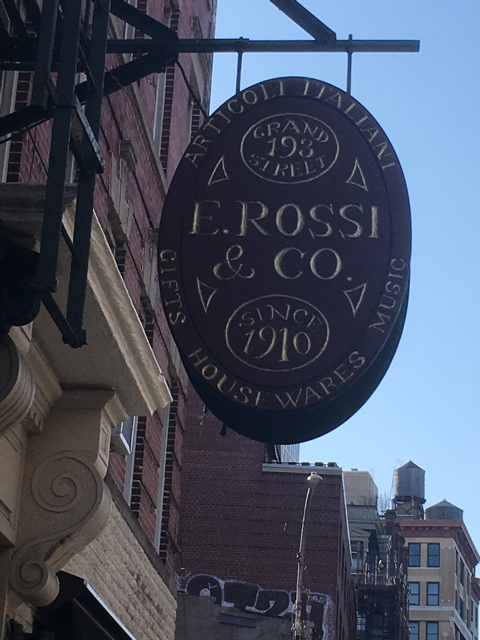 ARTICOLI ITALIANI
GRAND
193
STREET
E. ROSSI
& CO.
SINCE
1910
GIFTS HOUSEWARES MUSIC